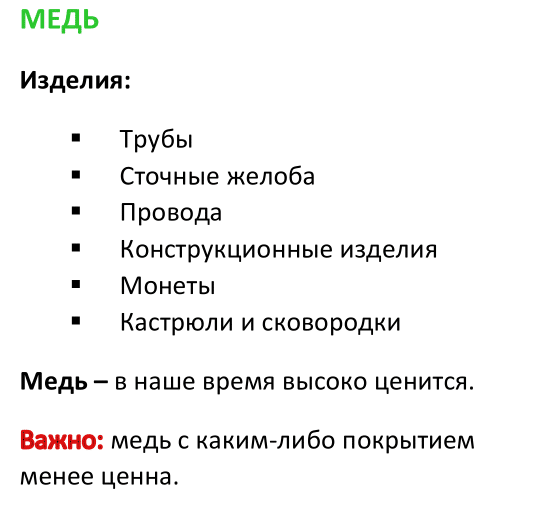 МЕДЬ
Изделия:
▪ Трубы
▪ Сточные желоба
▪ Провода
▪ Конструкционные изделия
▪ Монеты
▪ Кастрюли и сковородки
Медь – в наше время высоко ценится.
Важно: медь с каким-либо покрытием
менее ценна.